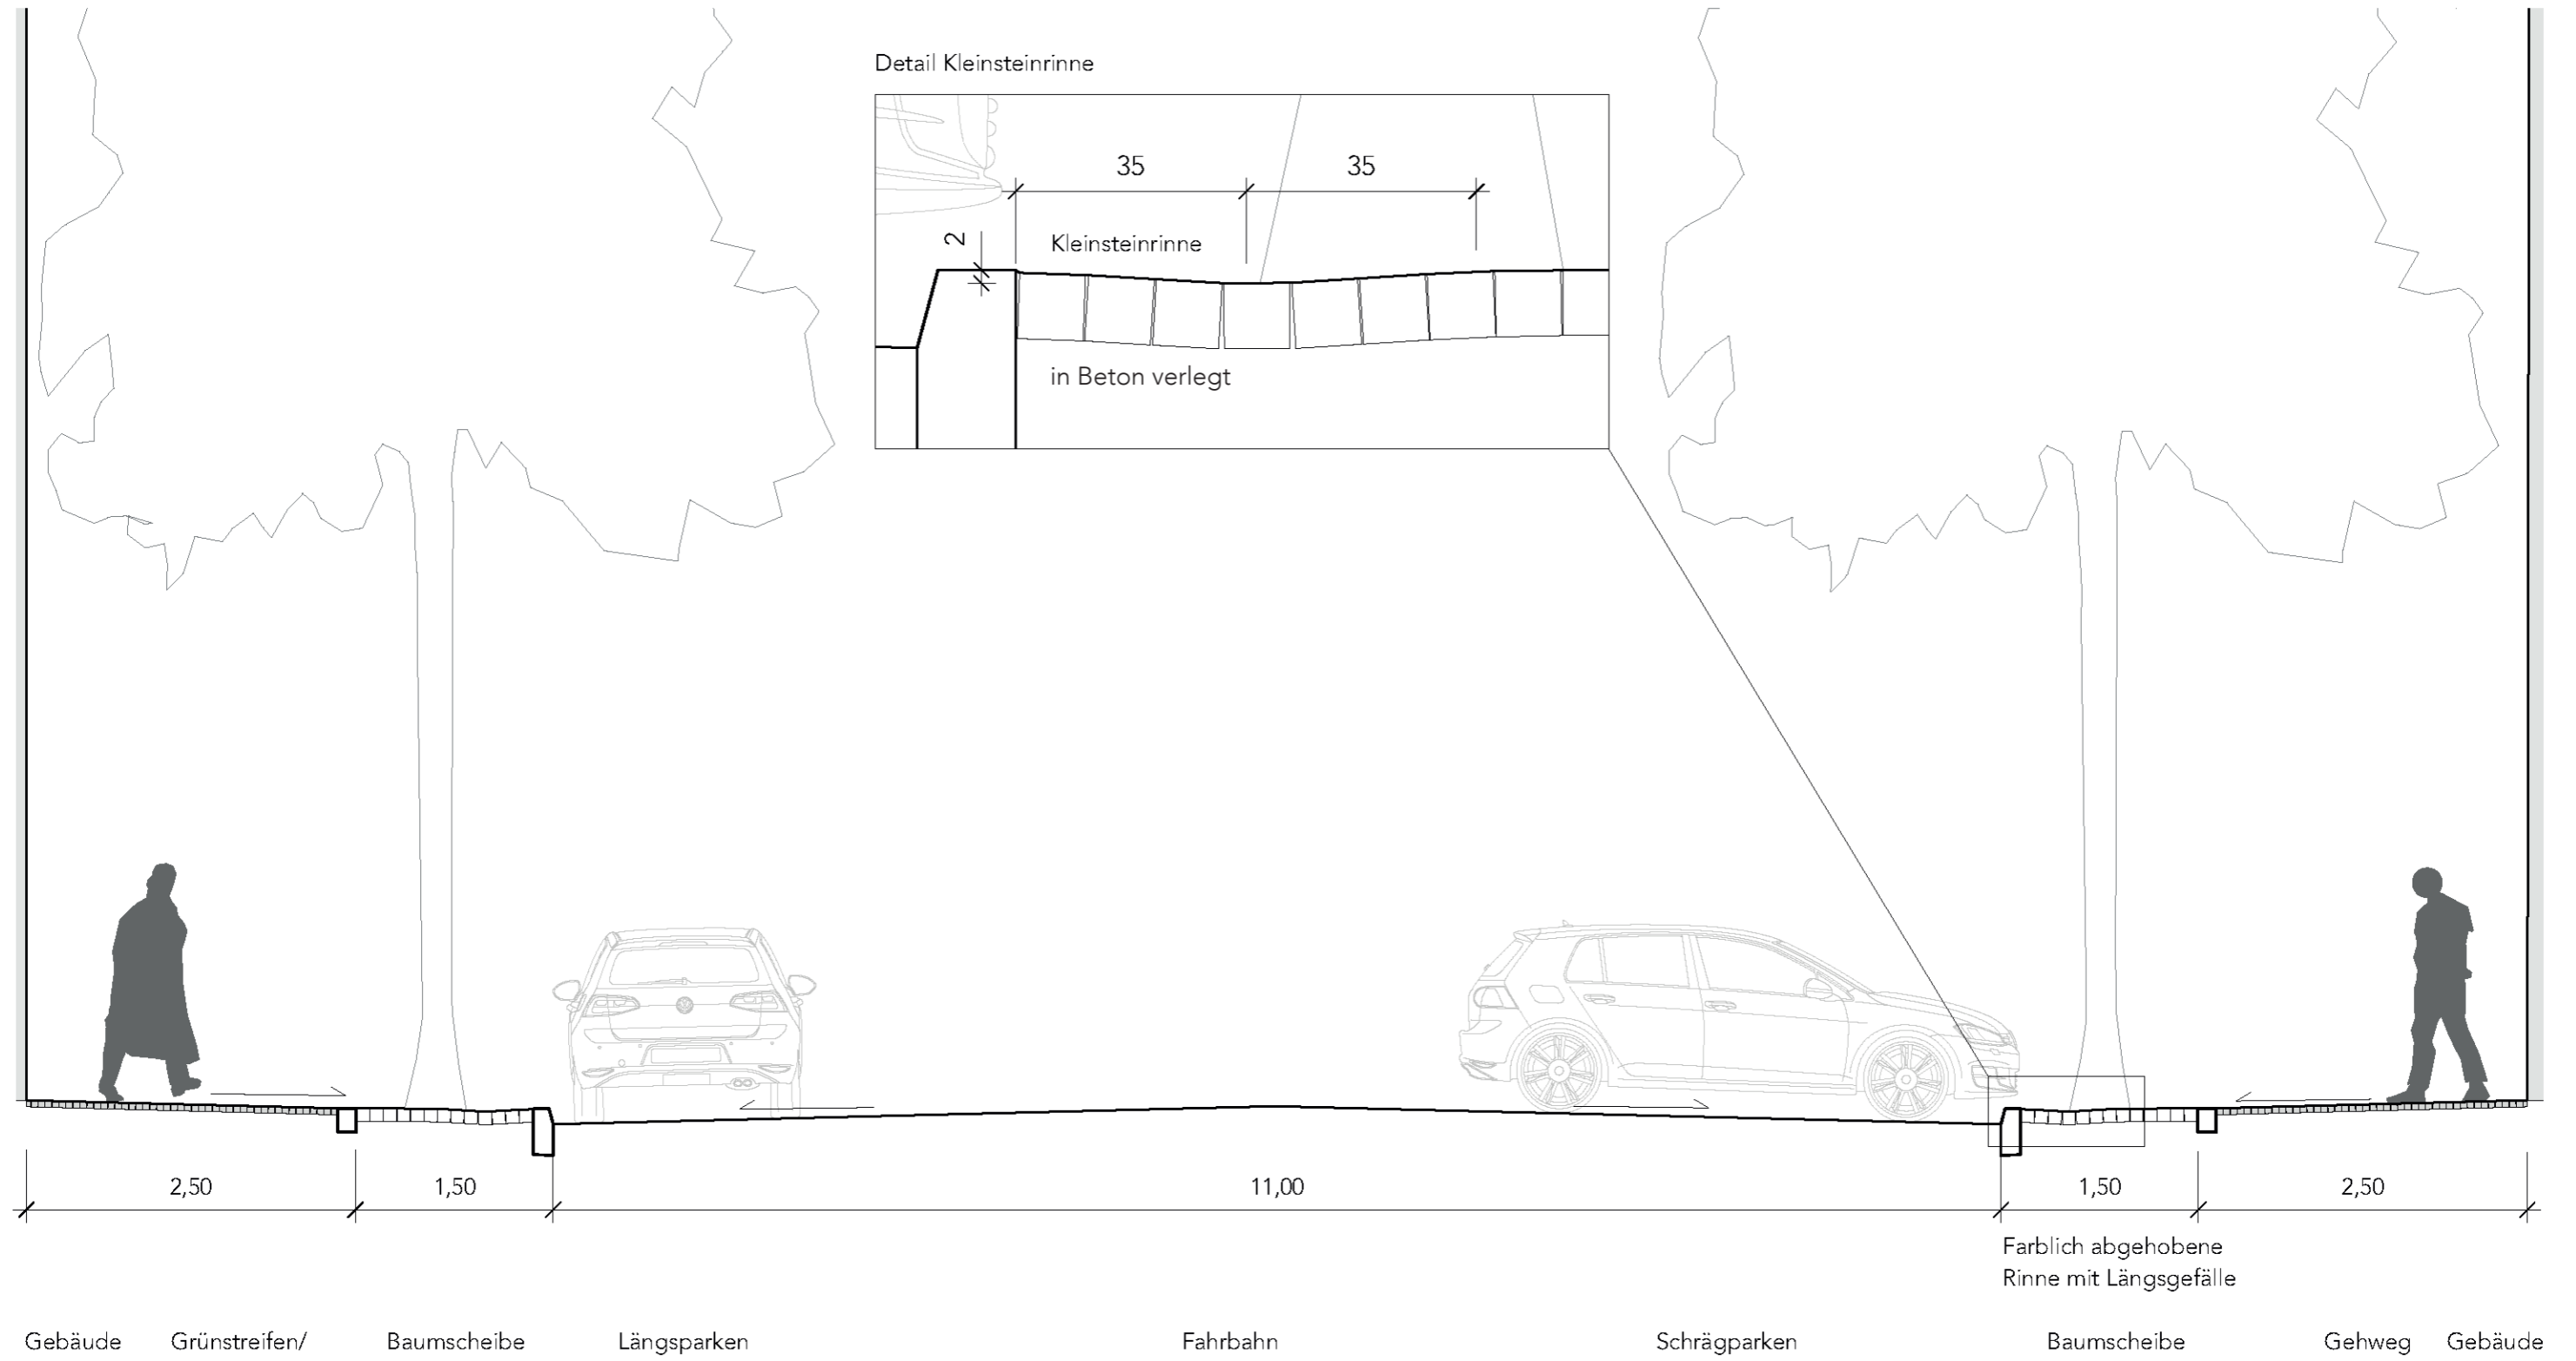 Detail Kleinsteinrinne
35
35
2
Kleinsteinrinne
in Beton verlegt
2,50
1,50
11,00
1,50
2,50
Farblich abgehobene
Rinne mit Längsgefälle
Gebäude
Grünstreifen/
Baumscheibe
Längsparken
Fahrbahn
Schrägparken
Baumscheibe
Gehweg
Gebäude